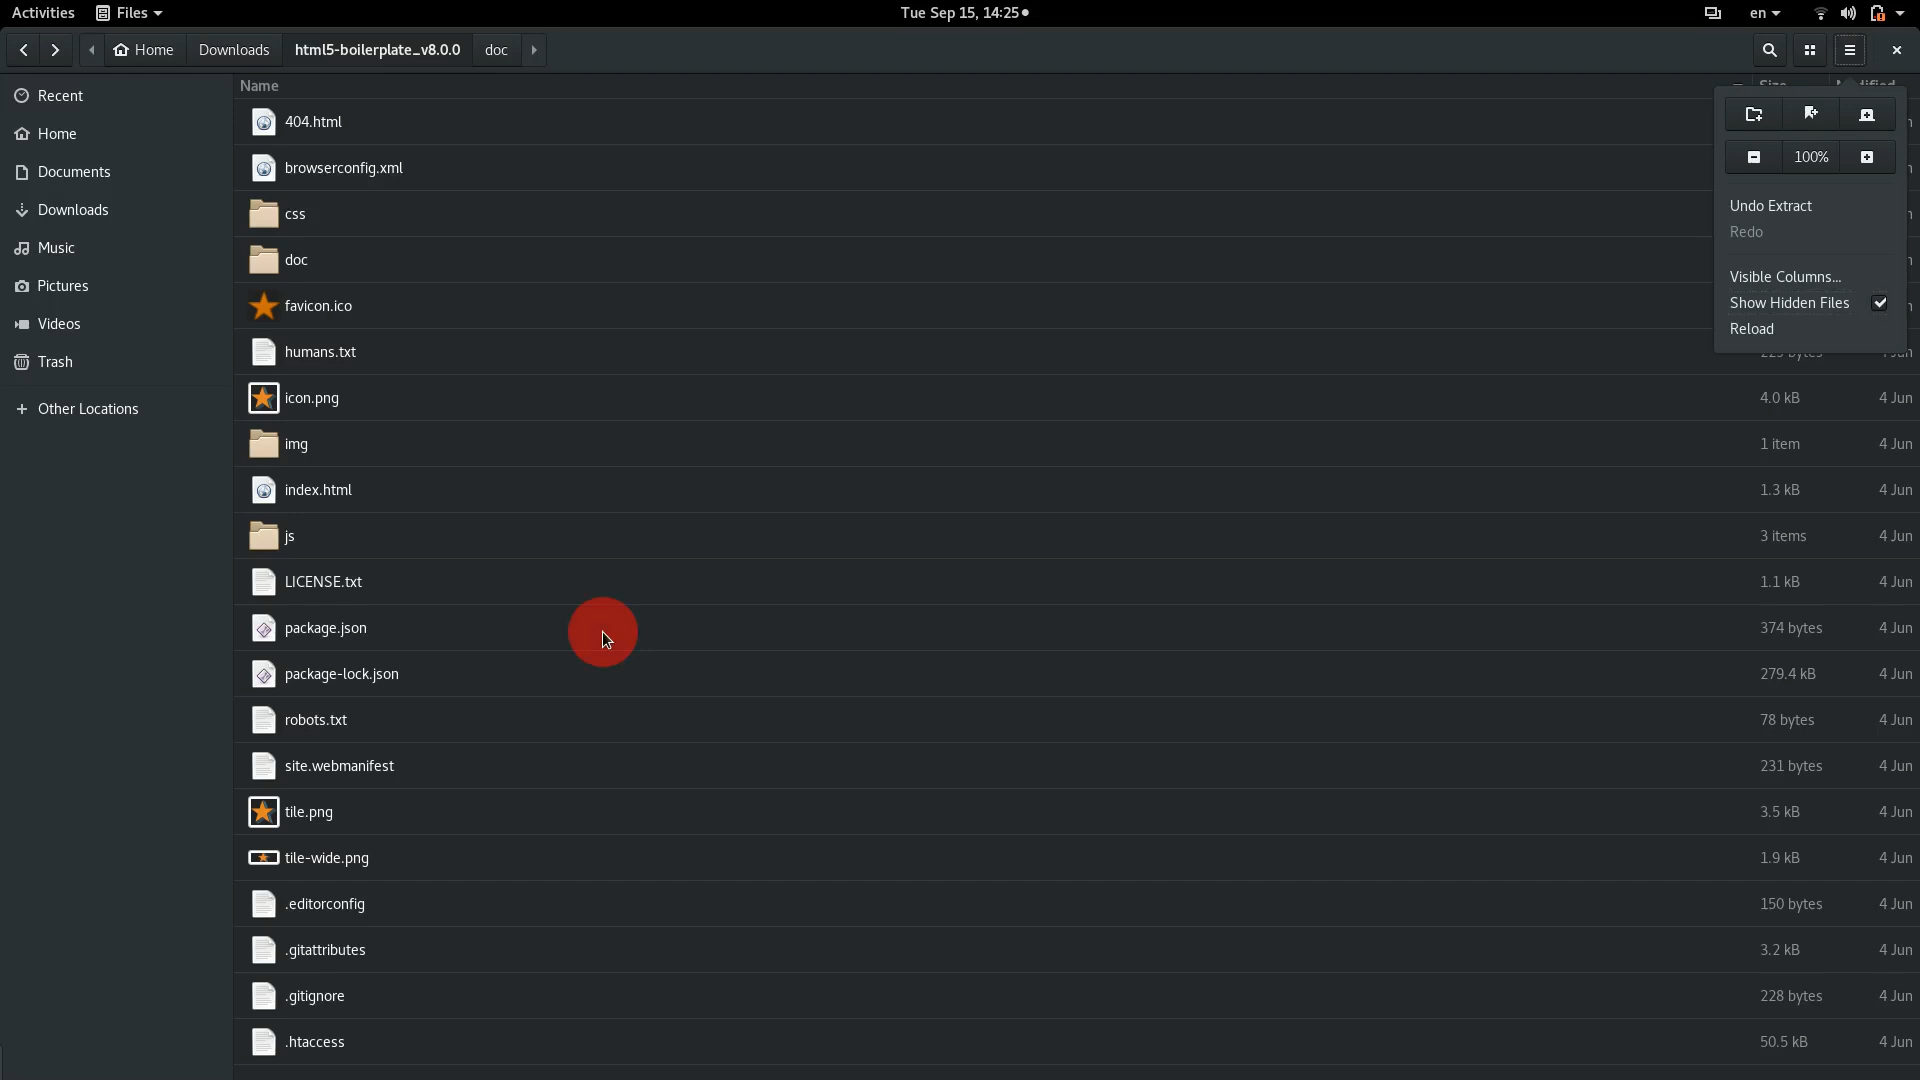 Activities Files Tue Sep 15, 14:25 en
Home Downloads html5-boilerplate_v8.0.0 doc
Name
Recent
Home
Documents
Downloads
Music
Pictures
Videos
Trash
Other Locations
404.html
browserconfig.xml
css
doc
favicon.ico
humans.txt
icon.png 4.0 kB 4 Jun
img 1 item 4 Jun
index.html 1.3 kB 4 Jun
js 3 items 4 Jun
LICENSE.txt 1.1 kB 4 Jun
package.json 374 bytes 4 Jun
package-lock.json 279.4 kB 4 Jun
robots.txt 78 bytes 4 Jun
site.webmanifest 231 bytes 4 Jun
tile.png 3.5 kB 4 Jun
tile-wide.png 1.9 kB 4 Jun
.editorconfig 150 bytes 4 Jun
.gitattributes 3.2 kB 4 Jun
.gitignore 228 bytes 4 Jun
.htaccess 50.5 kB 4 Jun
100%
Undo Extract
Redo
Visible Columns...
Show Hidden Files
Reload